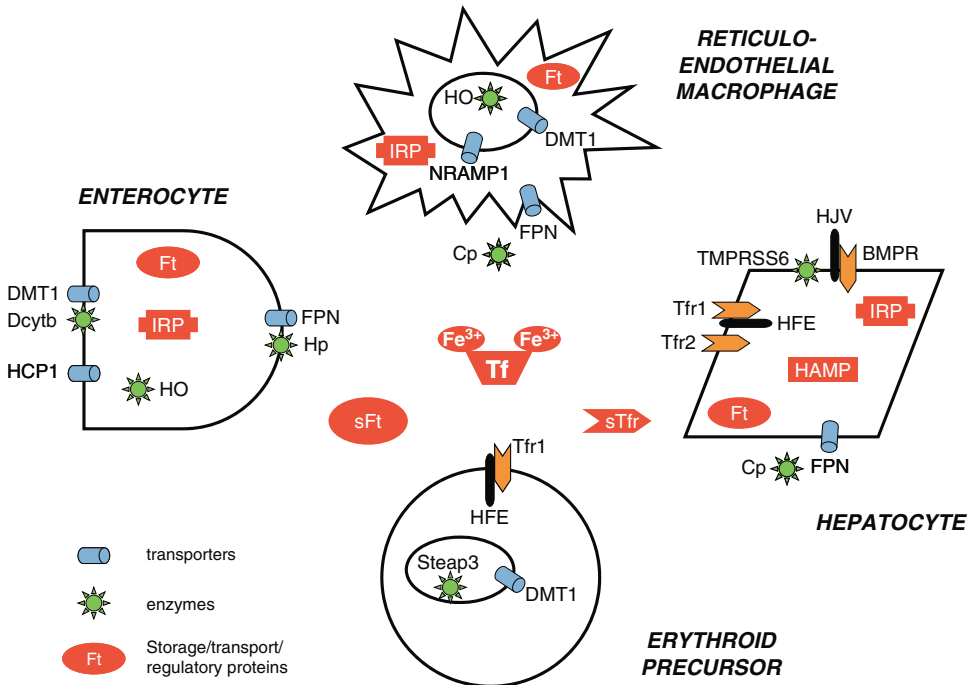 RETICULO-
ENDOTHELIAL
MACROPHAGE
Ft
HO
DMT1
IRP
NRAMP1
FPN
Cp
ENTEROCYTE
Ft
DMT1
Dcytb
IRP
FPN
Hp
HCP1
HO
HJV
TMPRSS6
BMPR
Tfr1
HFE
IRP
Tfr2
HAMP
Ft
Cp
FPN
HEPATOCYTE
Fe3+
Fe3+
Tf
sFt
sTfr
Tfr1
HFE
Steap3
DMT1
ERYTHROID
PRECURSOR
transporters
enzymes
Ft
Storage/transport/
regulatory proteins